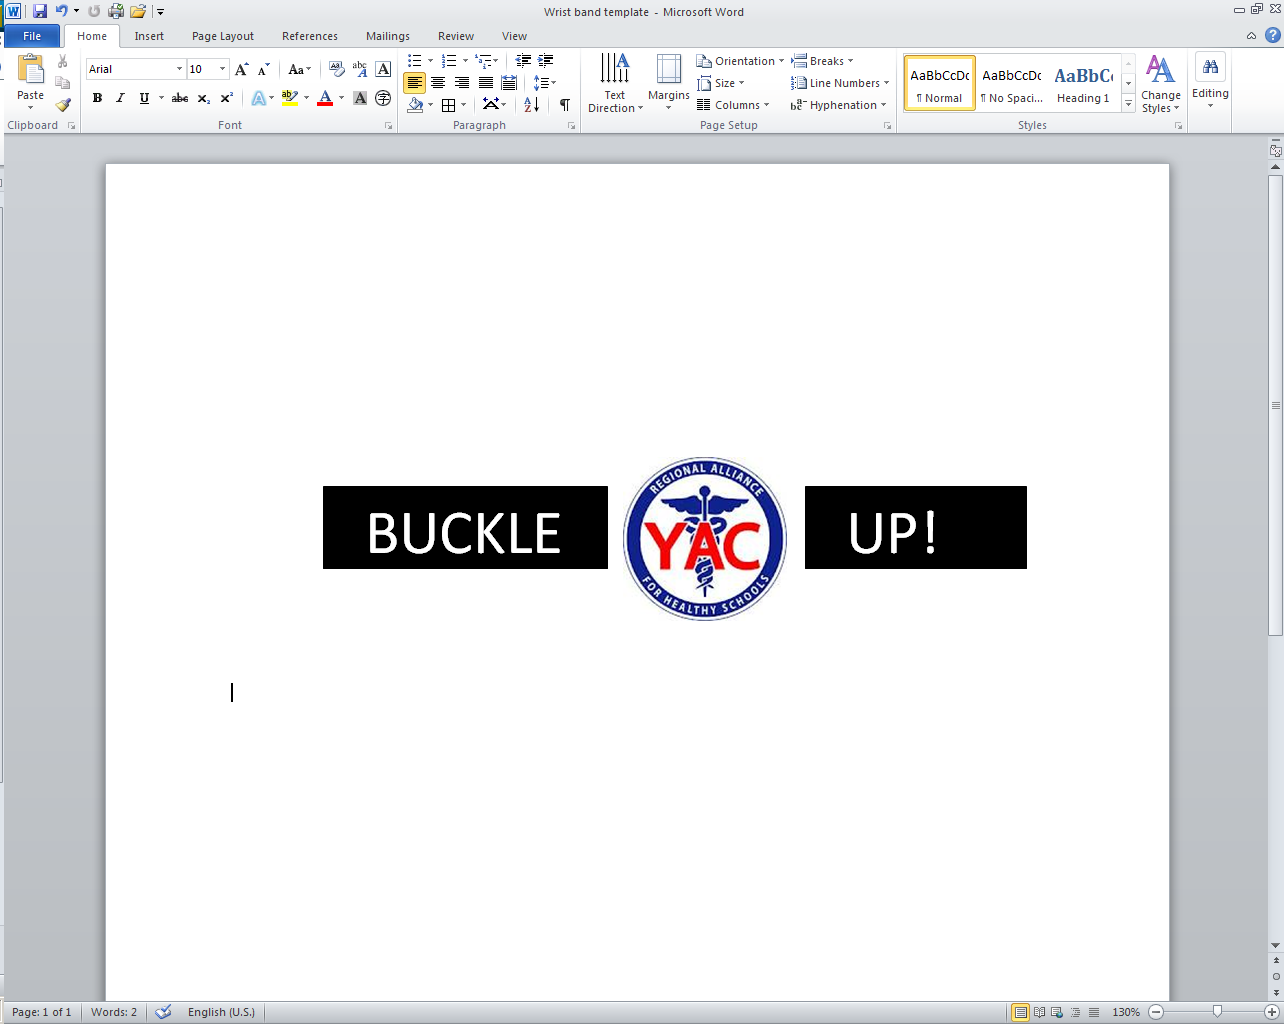 Wrist band template - Microsoft Word
File Home Insert Page Layout References Mailings Review View
Paste
Clipboard
Arial 10
Font
Paragraph
Text Direction
Margins
Orientation
Size
Columns
Breaks
Line Numbers
Hyphenation
Page Setup
AaBbCcDc
¶ Normal
AaBbCcDc
¶ No Spaci...
AaBbCc
Heading 1
Change Styles
Styles
Editing
BUCKLE
REGIONAL ALLIANCE
YAC
FOR HEALTHY SCHOOLS
UP!
Page: 1 of 1 Words: 2 English (U.S.) 130%